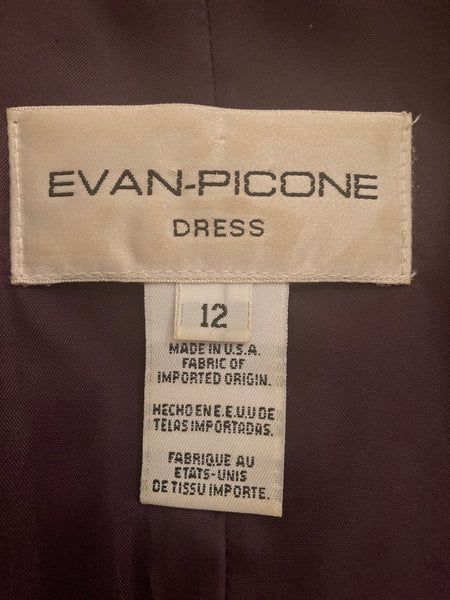 EVAN-PICONE
DRESS
12
MADE IN U.S.A.
FABRIC OF
IMPORTED ORIGIN.
HECHO EN E.E.U.U DE
TELAS IMPORTADAS.
FABRIQUE AU
ETATS-UNIS
DE TISSU IMPORTE.